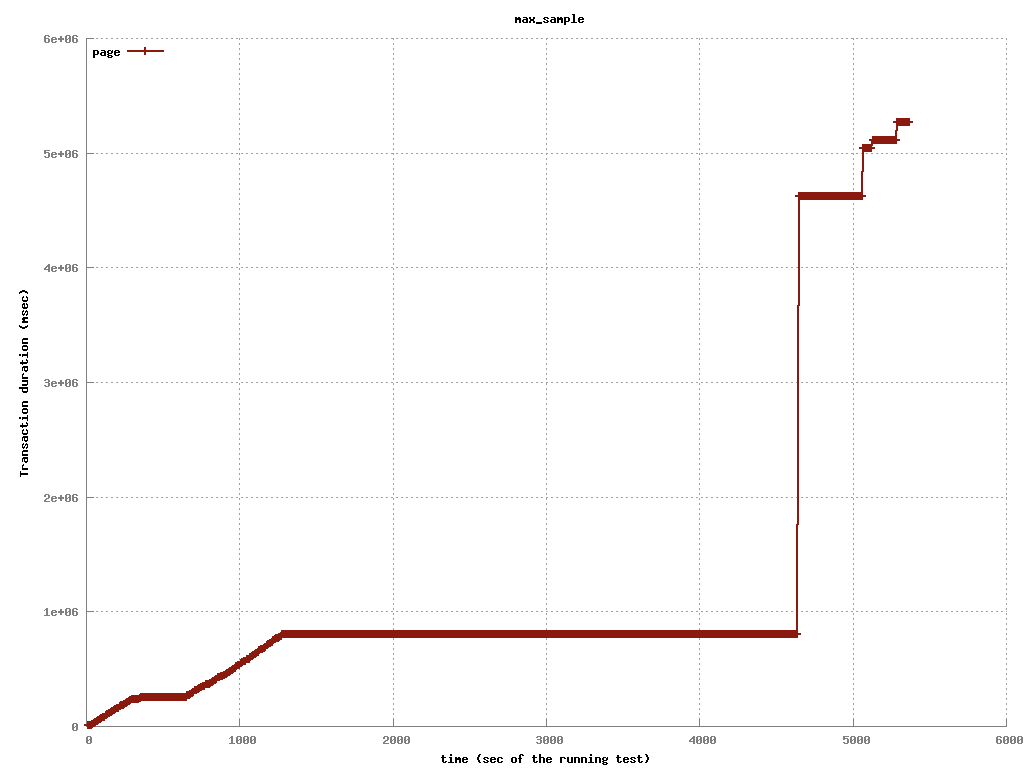 max_sample
6e+06
page
5e+06
4e+06
3e+06
2e+06
1e+06
0
Transaction duration (msec)
0 1000 2000 3000 4000 5000 6000
time (sec of the running test)